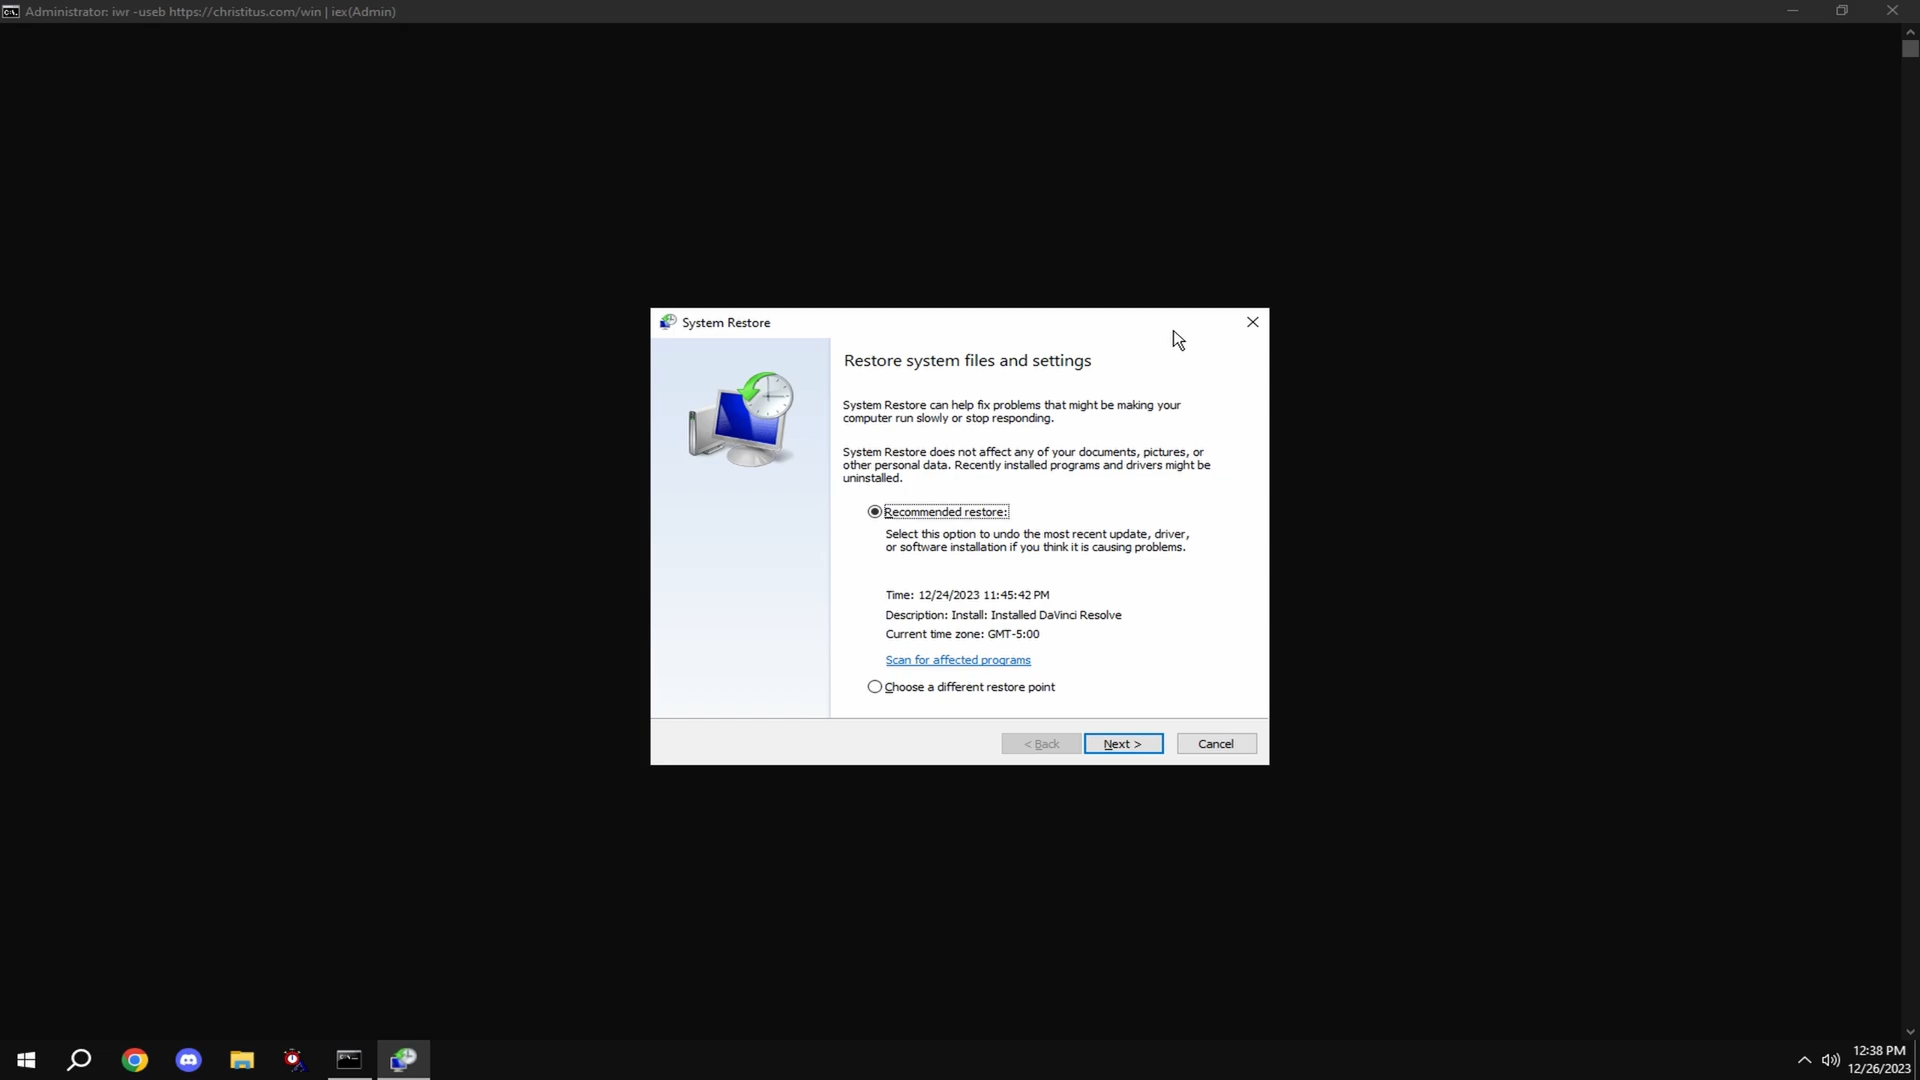 Administrator: iwr -useb https://christitus.com/win | iex(Admin)
System Restore
Restore system files and settings
System Restore can help fix problems that might be making your
computer run slowly or stop responding.
System Restore does not affect any of your documents, pictures, or
other personal data. Recently installed programs and drivers might be
uninstalled.
Recommended restore:
Select this option to undo the most recent update, driver,
or software installation if you think it is causing problems.
Time: 12/24/2023 11:45:42 PM
Description: Install: Installed DaVinci Resolve
Current time zone: GMT-5:00
Scan for affected programs
Choose a different restore point
< Back
Next >
Cancel
12:38 PM
12/26/2023